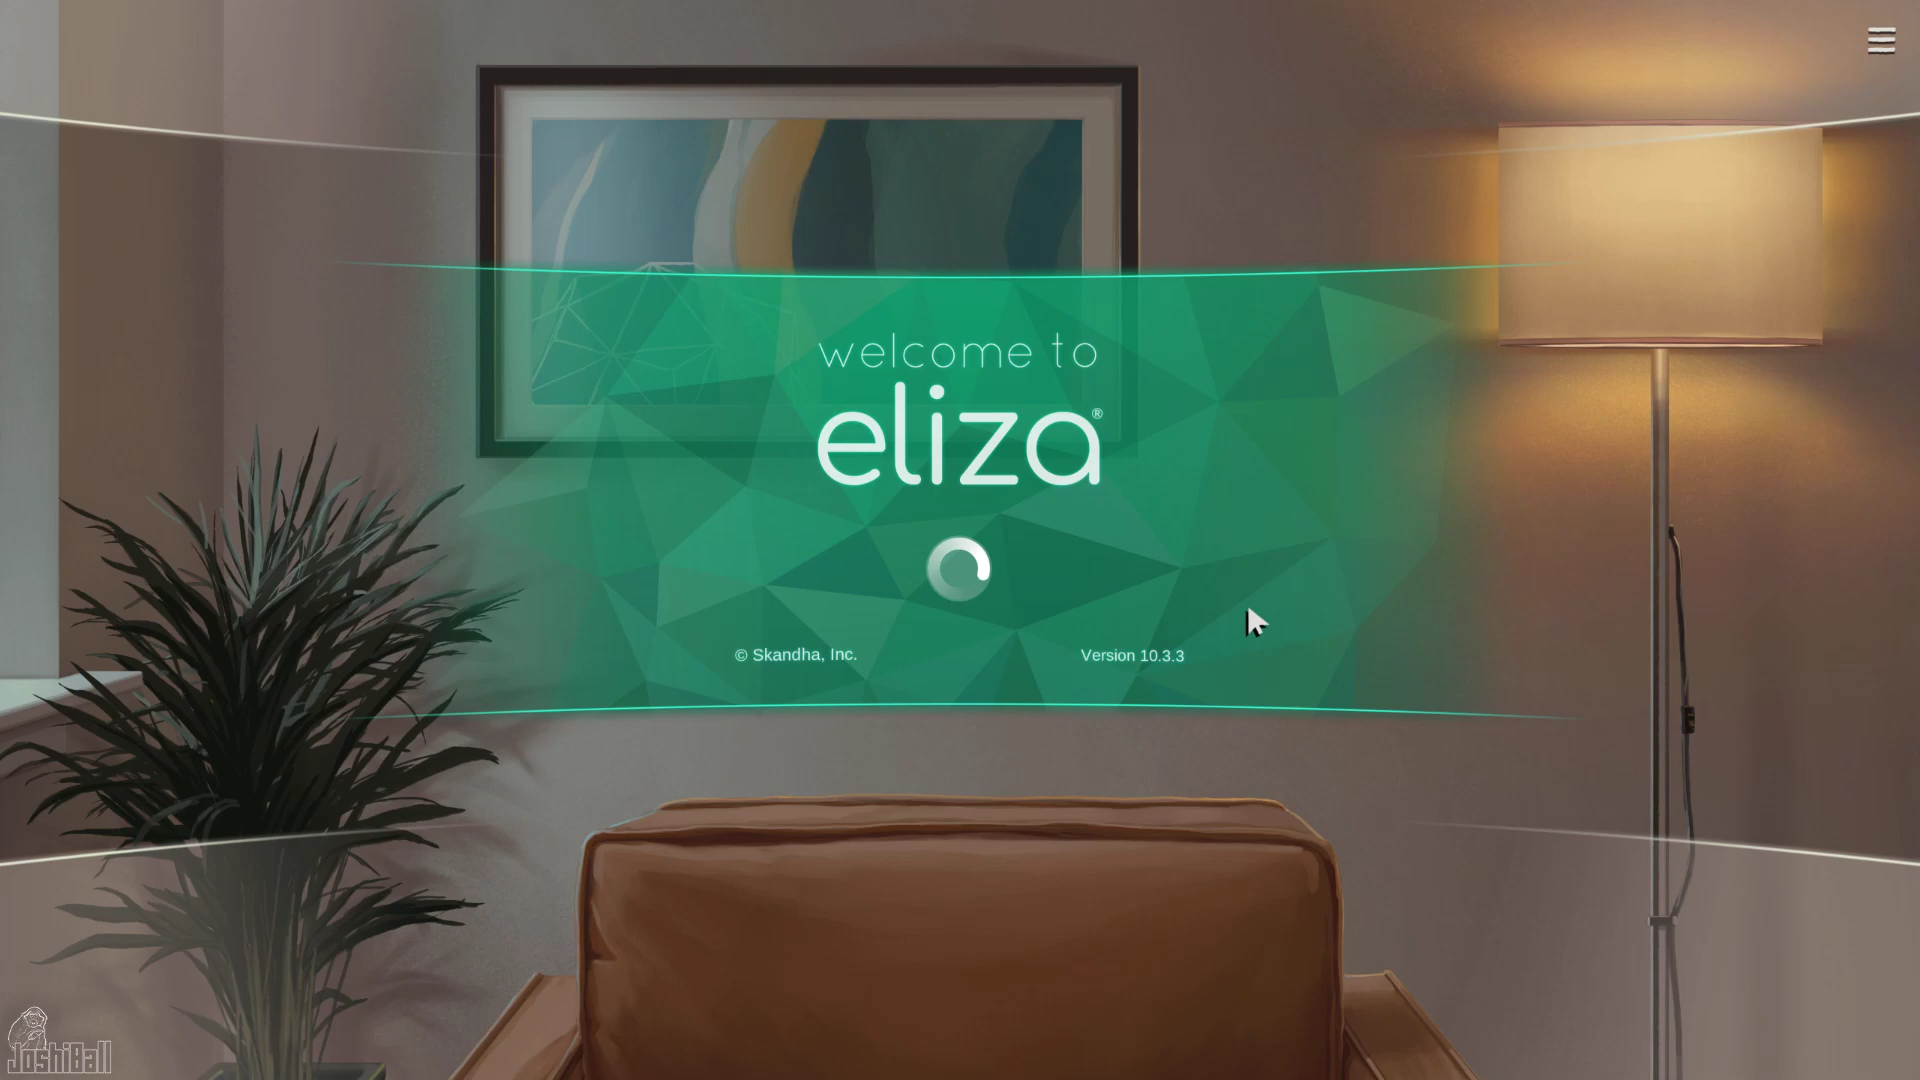 welcome to
eliza®
© Skandha, Inc.
Version 10.3.3
JoshiBall